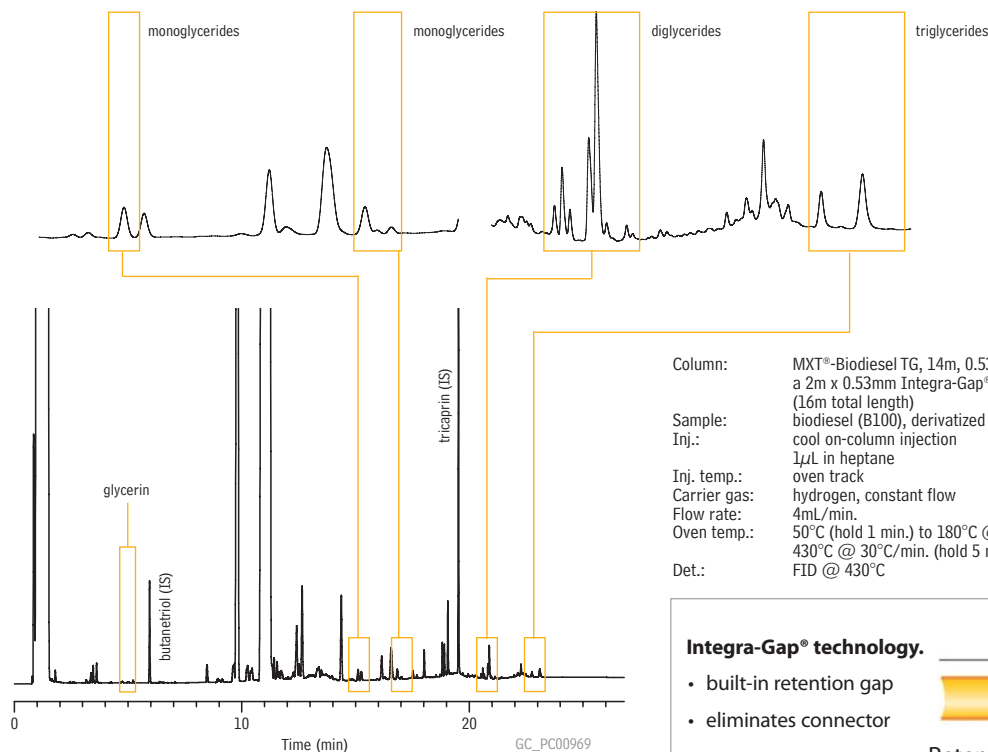 monoglycerides
monoglycerides
diglycerides
triglycerides
glycerin
butanetriol (IS)
tricaprin (IS)
0
10
20
Time (min)
GC_PC00969
Column: MXT®-Biodiesel TG, 14m, 0.53
a 2m x 0.53mm Integra-Gap®
(16m total length)
Sample: biodiesel (B100), derivatized
Inj.: cool on-column injection
1µL in heptane
Inj. temp.: oven track
Carrier gas: hydrogen, constant flow
Flow rate: 4mL/min.
Oven temp.: 50°C (hold 1 min.) to 180°C @
430°C @ 30°C/min. (hold 5
Det.: FID @ 430°C
Integra-Gap® technology.
• built-in retention gap
• eliminates connector